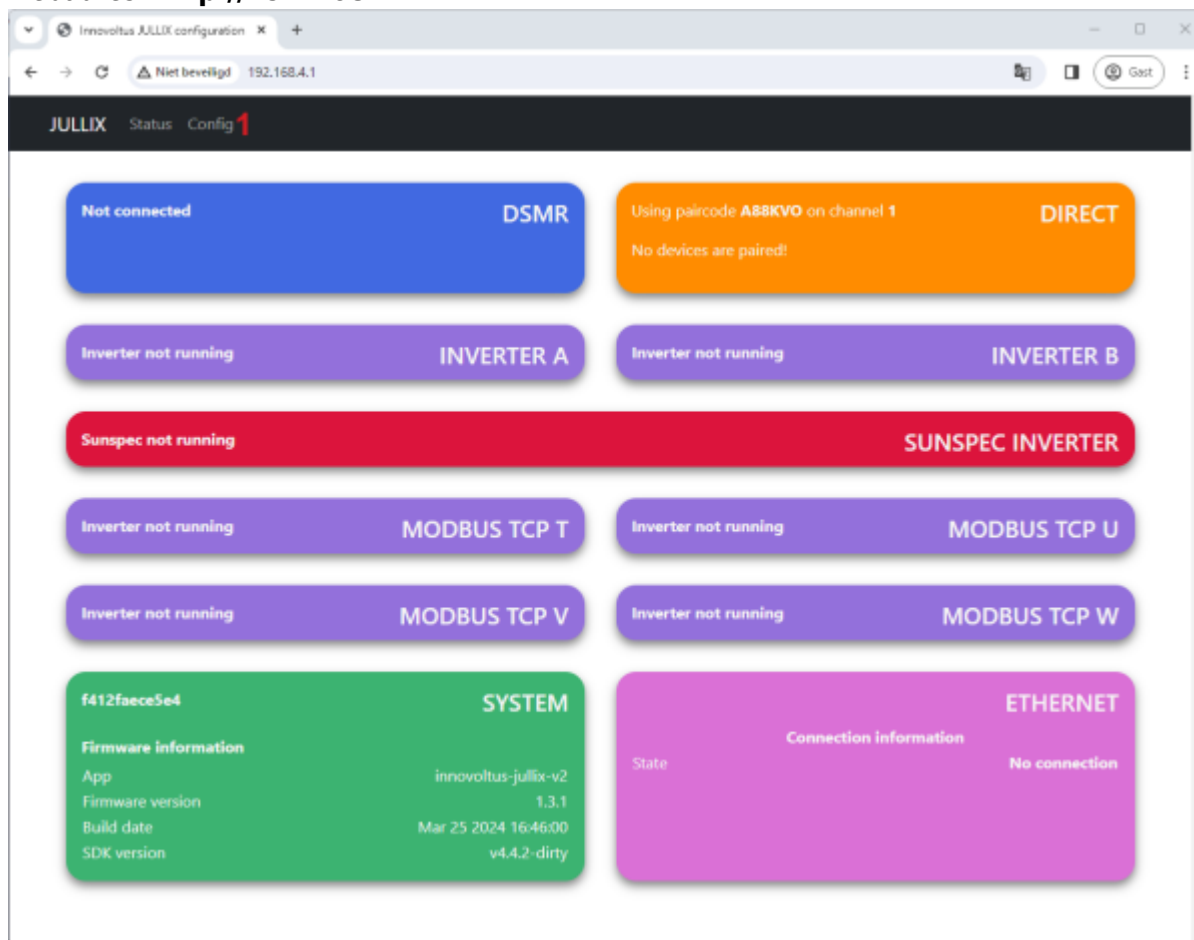 Innovoltus JULLIX configuration
Niet beveiligd 192.168.4.1 Gast
JULLIX Status Config 1
Not connected DSMR
Using paircode A88KVO on channel 1 DIRECT
No devices are paired!
Inverter not running INVERTER A
Inverter not running INVERTER B
Sunspec not running SUNSPEC INVERTER
Inverter not running MODBUS TCP T
Inverter not running MODBUS TCP U
Inverter not running MODBUS TCP V
Inverter not running MODBUS TCP W
f412faece5e4 SYSTEM
Firmware information
App innovoltus-jullix-v2
Firmware version 1.3.1
Build date Mar 25 2024 16:46:00
SDK version v4.4.2-dirty
ETHERNET
Connection information
State No connection